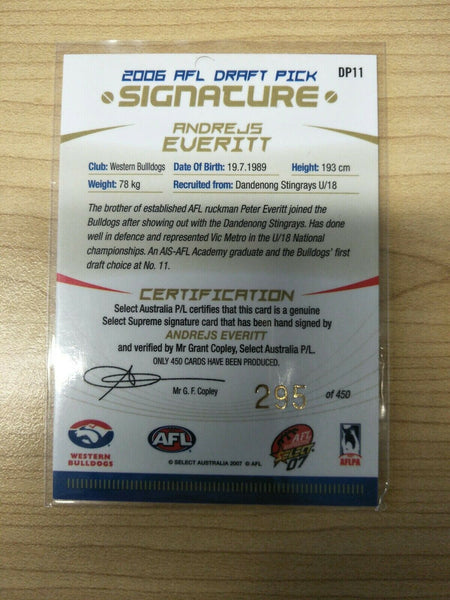 2006 AFL DRAFT PICK DP11
SIGNATURE
ANDREJS
EVERITT
Club: Western Bullldogs Date Of Birth: 19.7.1989 Height: 193 cm
Weight: 78 kg Recruited from: Dandenong Stingrays U/18
The brother of established AFL ruckman Peter Everitt joined the
Bulldogs after showing out with the Dandenong Stingrays. Has done
well in defence and represented Vic Metro in the U/18 National
championships. An AIS-AFL Academy graduate and the Bulldogs' first
draft choice at No. 11.
CERTIFICATION
Select Australia P/L certifies that this card is a genuine
Select Supreme signature card that has been hand signed by
ANDREJS EVERITT
and verified by Mr Grant Copley, Select Australia P/L.
ONLY 450 CARDS HAVE BEEN PRODUCED.
Mr G. F. Copley
295 of 450
WESTERN
BULLDOGS
AFL
AFL
SELECT
07
AFLPA
© SELECT AUSTRALIA 2007 © AFL